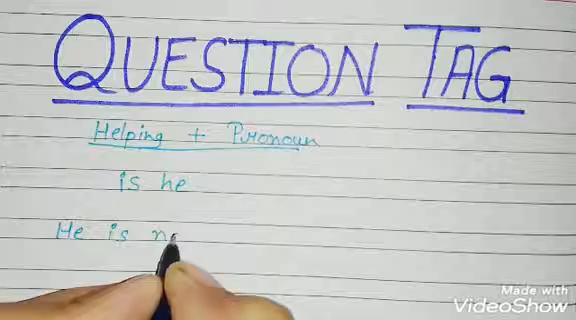 QUESTION TAG
Helping + Pronoun
is he
He is n
Made with
VideoShow